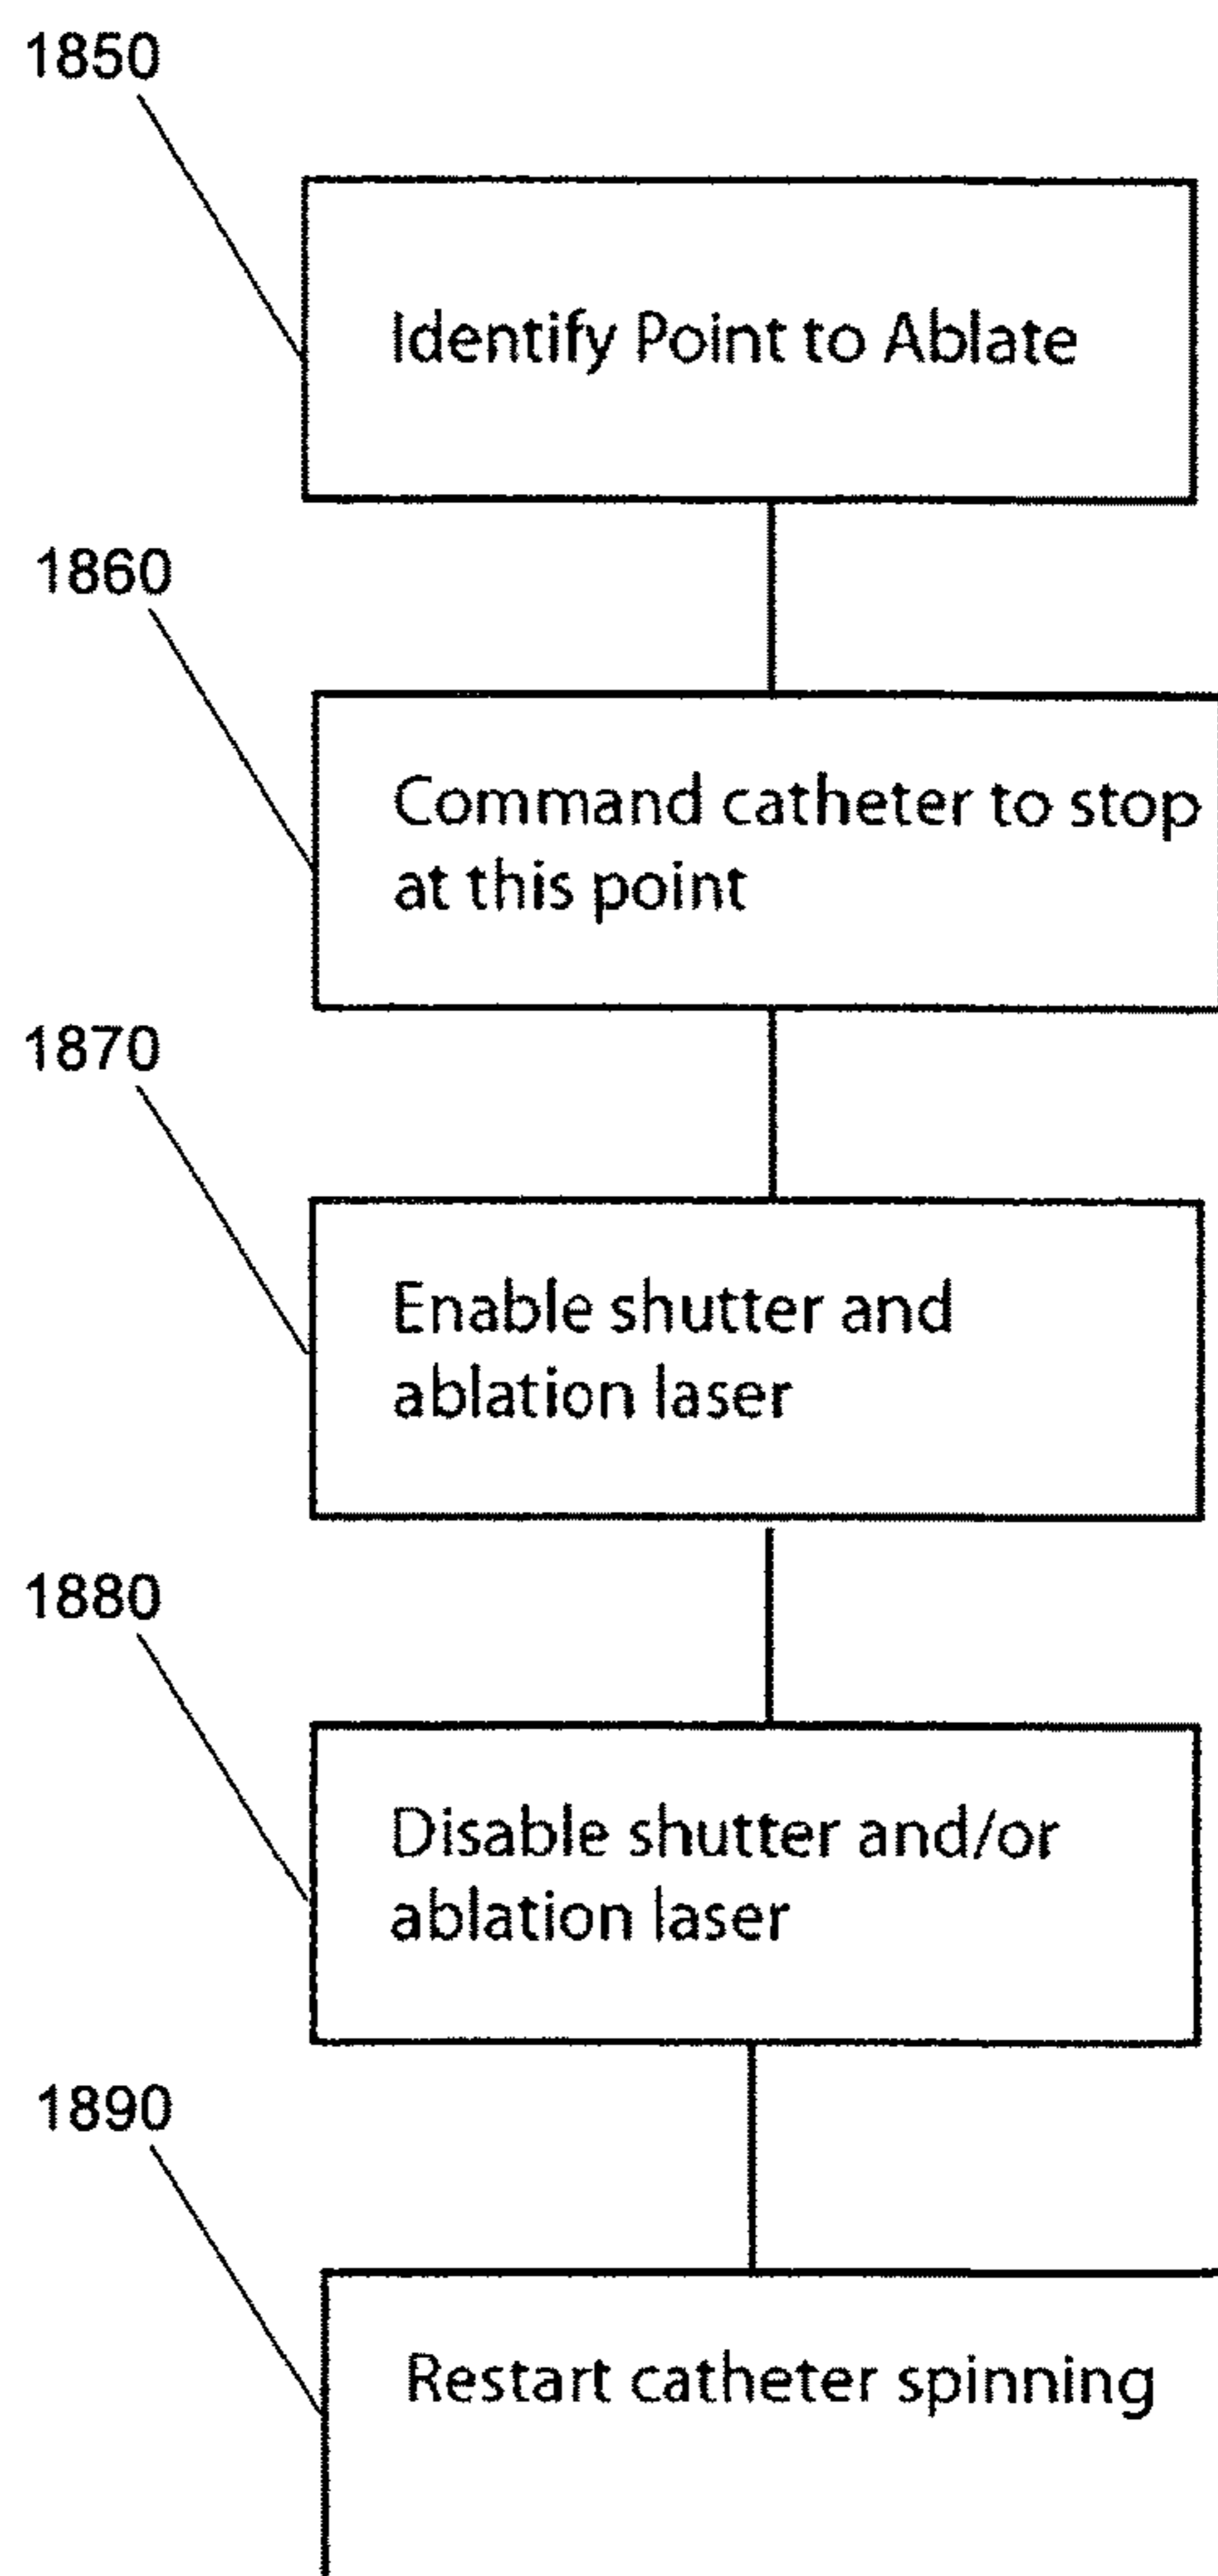 1850
Identify Point to Ablate
1860
Command catheter to stop
at this point
1870
Enable shutter and
ablation laser
1880
Disable shutter and/or
ablation laser
1890
Restart catheter spinning